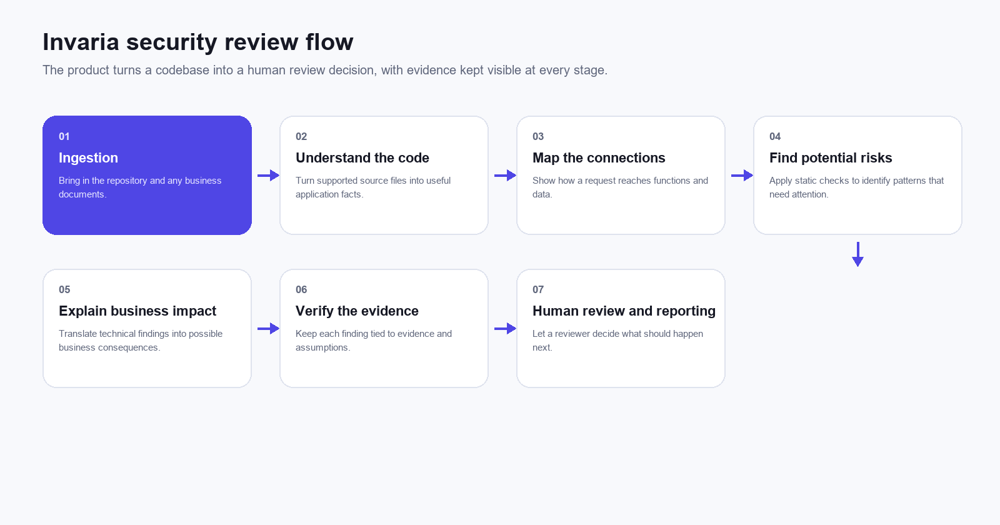 Invaria security review flow
The product turns a codebase into a human review decision, with evidence kept visible at every stage.
01
Ingestion
Bring in the repository and any business
documents.
02
Understand the code
Turn supported source files into useful
application facts.
03
Map the connections
Show how a request reaches functions and
data.
04
Find potential risks
Apply static checks to identify patterns that
need attention.
05
Explain business impact
Translate technical findings into possible
business consequences.
06
Verify the evidence
Keep each finding tied to evidence and
assumptions.
07
Human review and reporting
Let a reviewer decide what should happen
next.